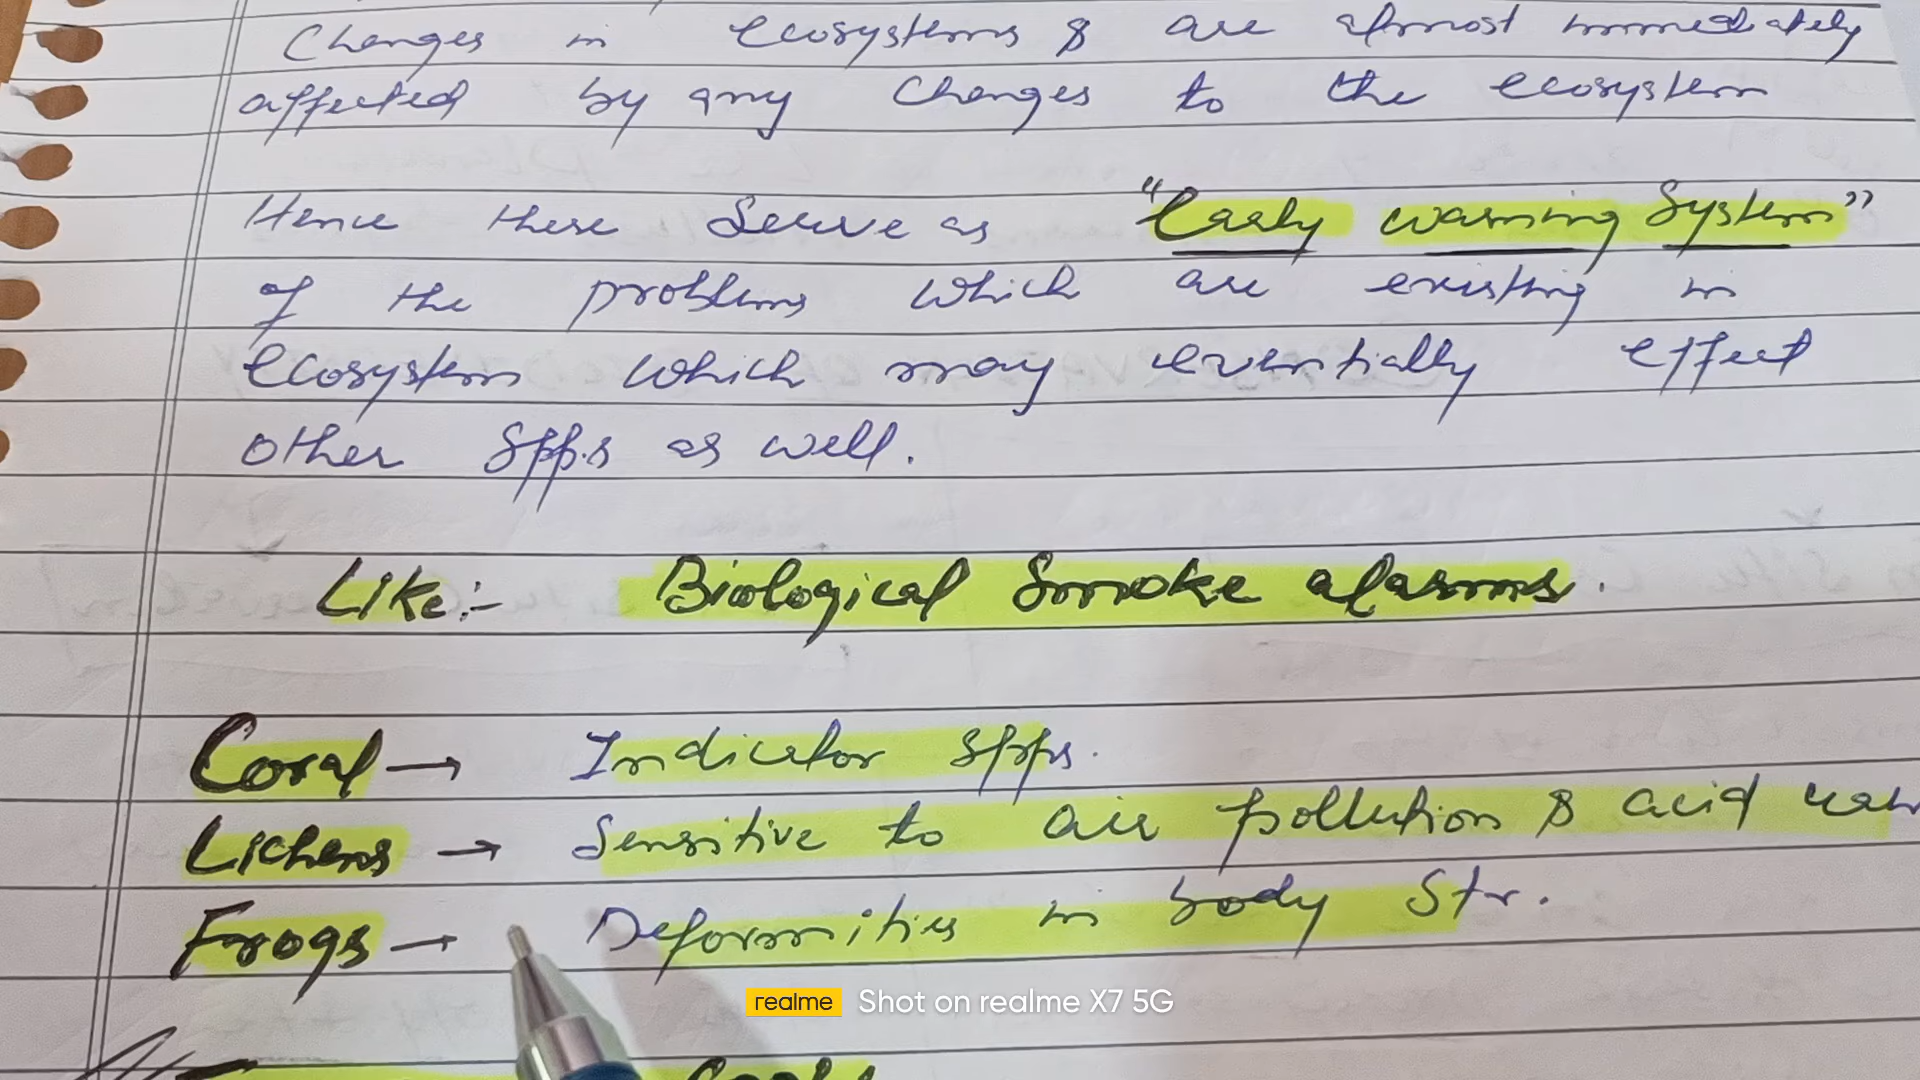 Changes in ecosystems & are almost immediately
affected by any changes to the ecosystem
Hence these serve as "Early warning System"
of the problems which are existing in
ecosystem which may eventially effect
other Spp.s as well.
Like:- Biological Smoke alarms.
Coral → Indicator Spps.
Lichens → Sensitive to air pollution & acid rain
Frogs → Deformities in body Str.
realme Shot on realme X7 5G